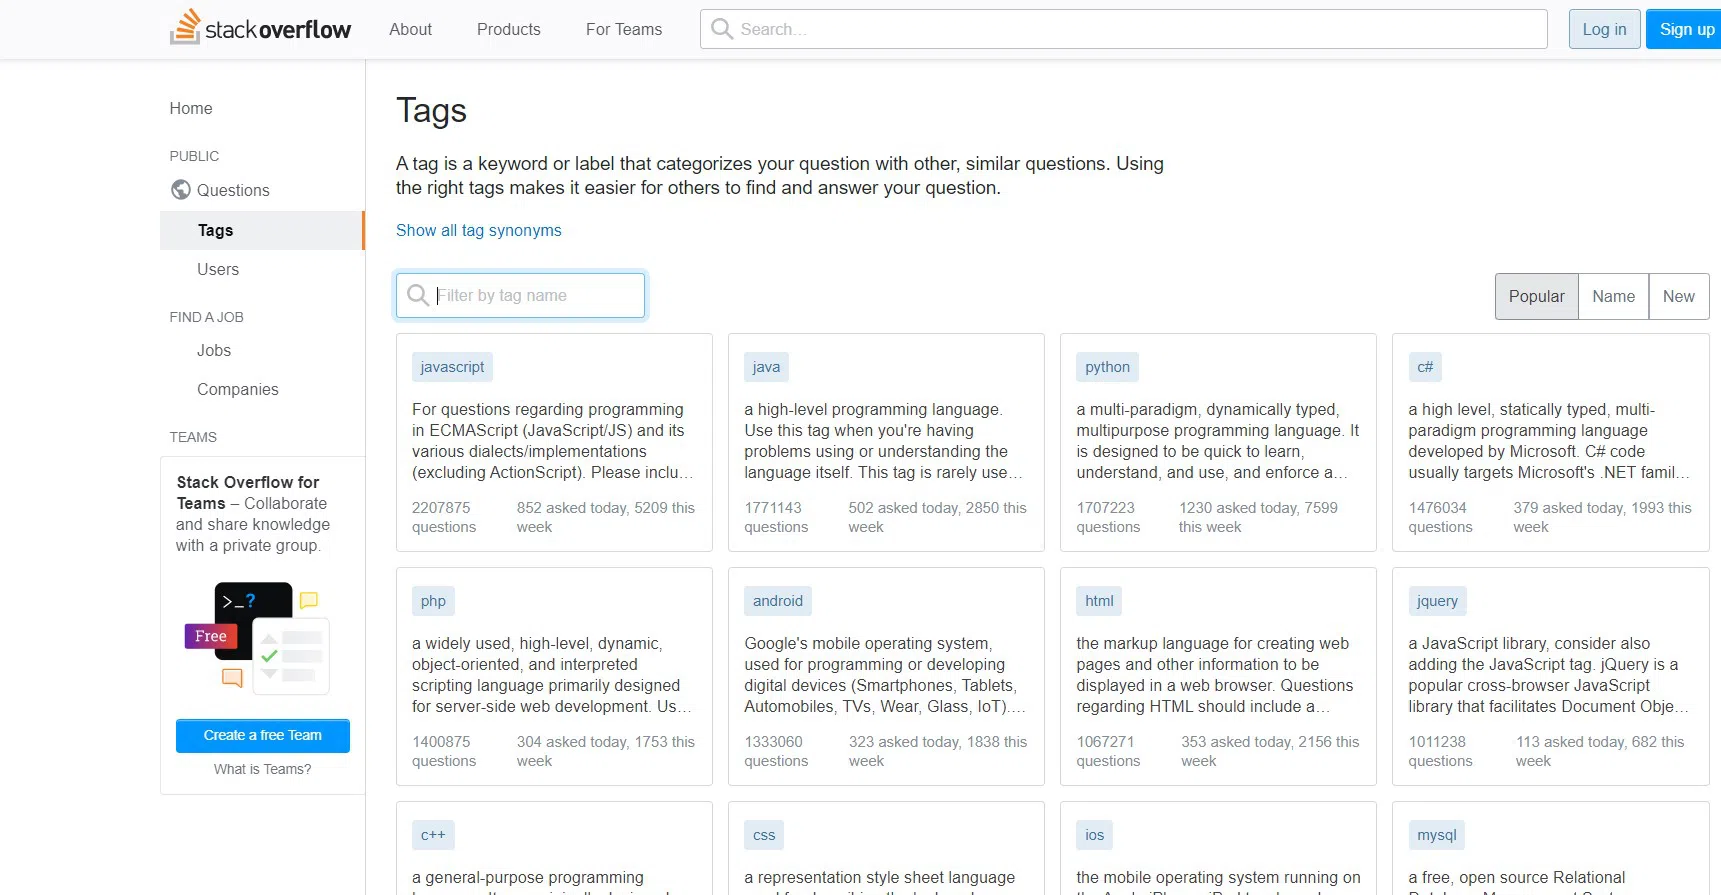 stackoverflow
About
Products
For Teams
Search...
Log in
Sign up
Home
PUBLIC
Questions
Tags
Users
FIND A JOB
Jobs
Companies
TEAMS
Stack Overflow for
Teams – Collaborate
and share knowledge
with a private group.
>_?
Free
Create a free Team
What is Teams?
Tags
A tag is a keyword or label that categorizes your question with other, similar questions. Using
the right tags makes it easier for others to find and answer your question.
Show all tag synonyms
Filter by tag name
Popular
Name
New
javascript
For questions regarding programming
in ECMAScript (JavaScript/JS) and its
various dialects/implementations
(excluding ActionScript). Please inclu...
2207875
questions
852 asked today, 5209 this
week
java
a high-level programming language.
Use this tag when you're having
problems using or understanding the
language itself. This tag is rarely use...
1771143
questions
502 asked today, 2850 this
week
python
a multi-paradigm, dynamically typed,
multipurpose programming language. It
is designed to be quick to learn,
understand, and use, and enforce a...
1707223
questions
1230 asked today, 7599
this week
c#
a high level, statically typed, multi-
paradigm programming language
developed by Microsoft. C# code
usually targets Microsoft's .NET famil...
1476034
questions
379 asked today, 1993 this
week
php
a widely used, high-level, dynamic,
object-oriented, and interpreted
scripting language primarily designed
for server-side web development. Us...
1400875
questions
304 asked today, 1753 this
week
android
Google's mobile operating system,
used for programming or developing
digital devices (Smartphones, Tablets,
Automobiles, TVs, Wear, Glass, IoT)....
1333060
questions
323 asked today, 1838 this
week
html
the markup language for creating web
pages and other information to be
displayed in a web browser. Questions
regarding HTML should include a...
1067271
questions
353 asked today, 2156 this
week
jquery
a JavaScript library, consider also
adding the JavaScript tag. jQuery is a
popular cross-browser JavaScript
library that facilitates Document Obje...
1011238
questions
113 asked today, 682 this
week
c++
a general-purpose programming
css
a representation style sheet language
ios
the mobile operating system running on
mysql
a free, open source Relational